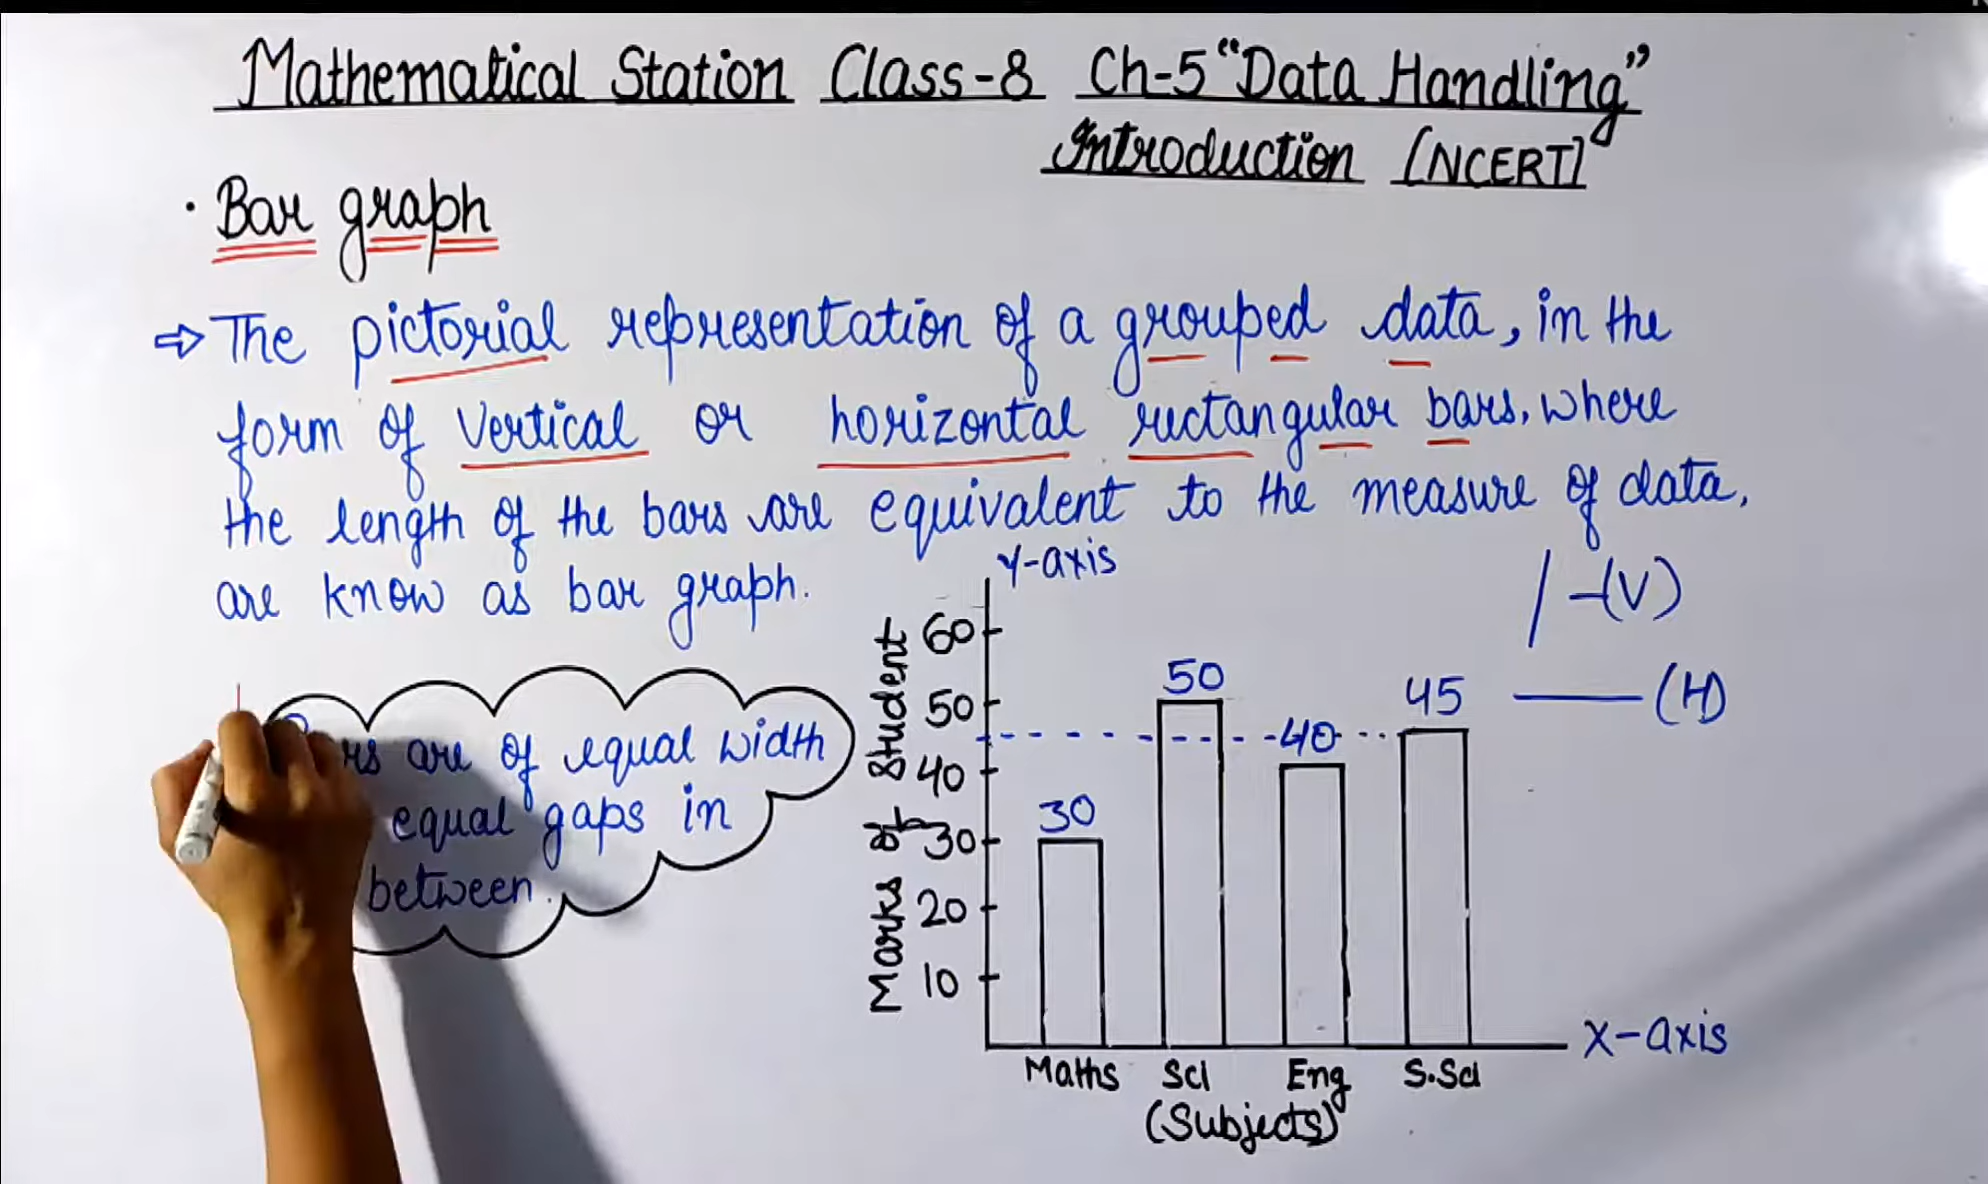 Mathematical Station Class-8 Ch-5 "Data Handling"
Introduction [NCERT]
• Bar graph
⇒ The pictorial representation of a grouped data, in the
form of vertical or horizontal rectangular bars, where
the length of the bars are equivalent to the measure of data,
are know as bar graph.
are of equal width
equal gaps in
between.
Y-axis
Marks of Student
60
50
40
30
20
10
30
50
40
45
Maths Sci Eng S.Sci
(Subjects)
X-axis
(V)
(H)